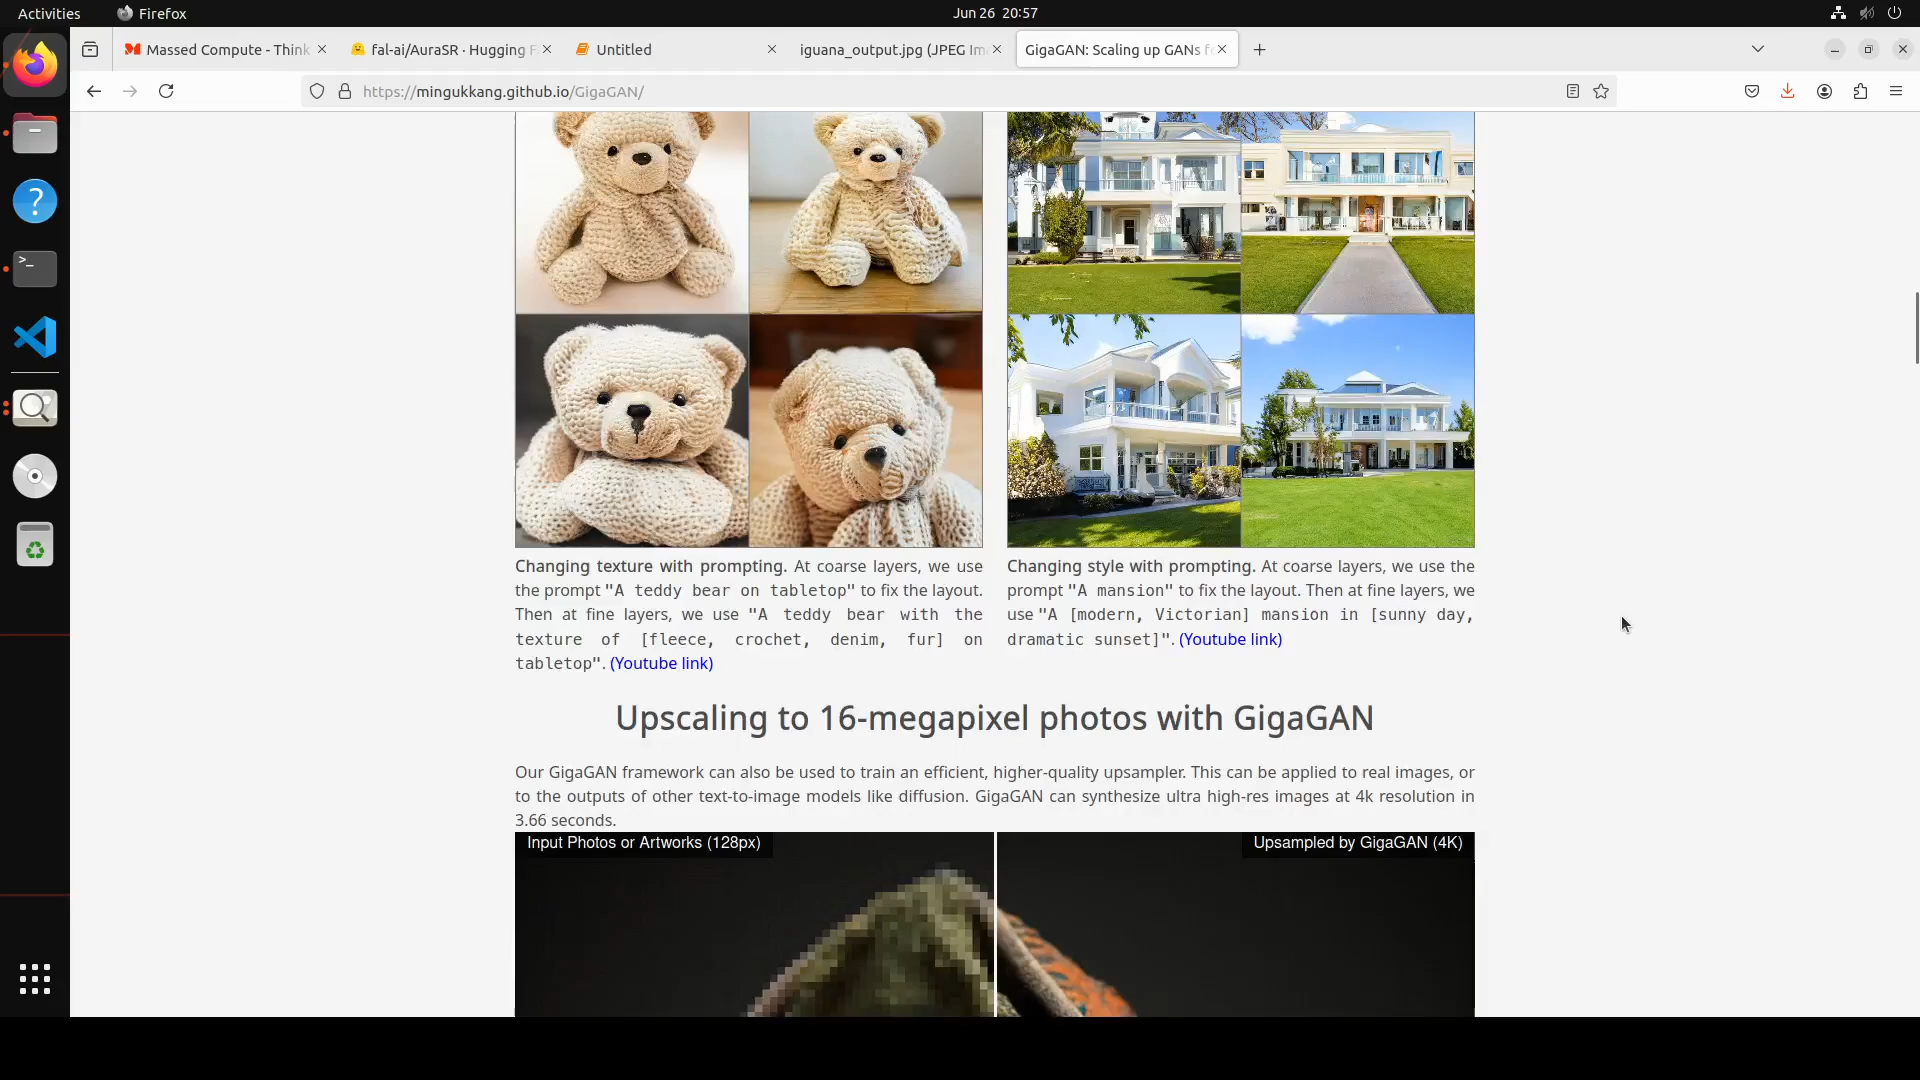 Activities
Firefox
Jun 26 20:57
Massed Compute - Think
fal-ai/AuraSR · Hugging F
Untitled
iguana_output.jpg (JPEG Im
GigaGAN: Scaling up GANs f
https://mingukkang.github.io/GigaGAN/
Changing texture with prompting. At coarse layers, we use
the prompt "A teddy bear on tabletop" to fix the layout.
Then at fine layers, we use "A teddy bear with the
texture of [fleece, crochet, denim, fur] on
tabletop". (Youtube link)
Changing style with prompting. At coarse layers, we use the
prompt "A mansion" to fix the layout. Then at fine layers, we
use "A [modern, Victorian] mansion in [sunny day,
dramatic sunset]". (Youtube link)
Upscaling to 16-megapixel photos with GigaGAN
Our GigaGAN framework can also be used to train an efficient, higher-quality upsampler. This can be applied to real images, or
to the outputs of other text-to-image models like diffusion. GigaGAN can synthesize ultra high-res images at 4k resolution in
3.66 seconds.
Input Photos or Artworks (128px)
Upsampled by GigaGAN (4K)